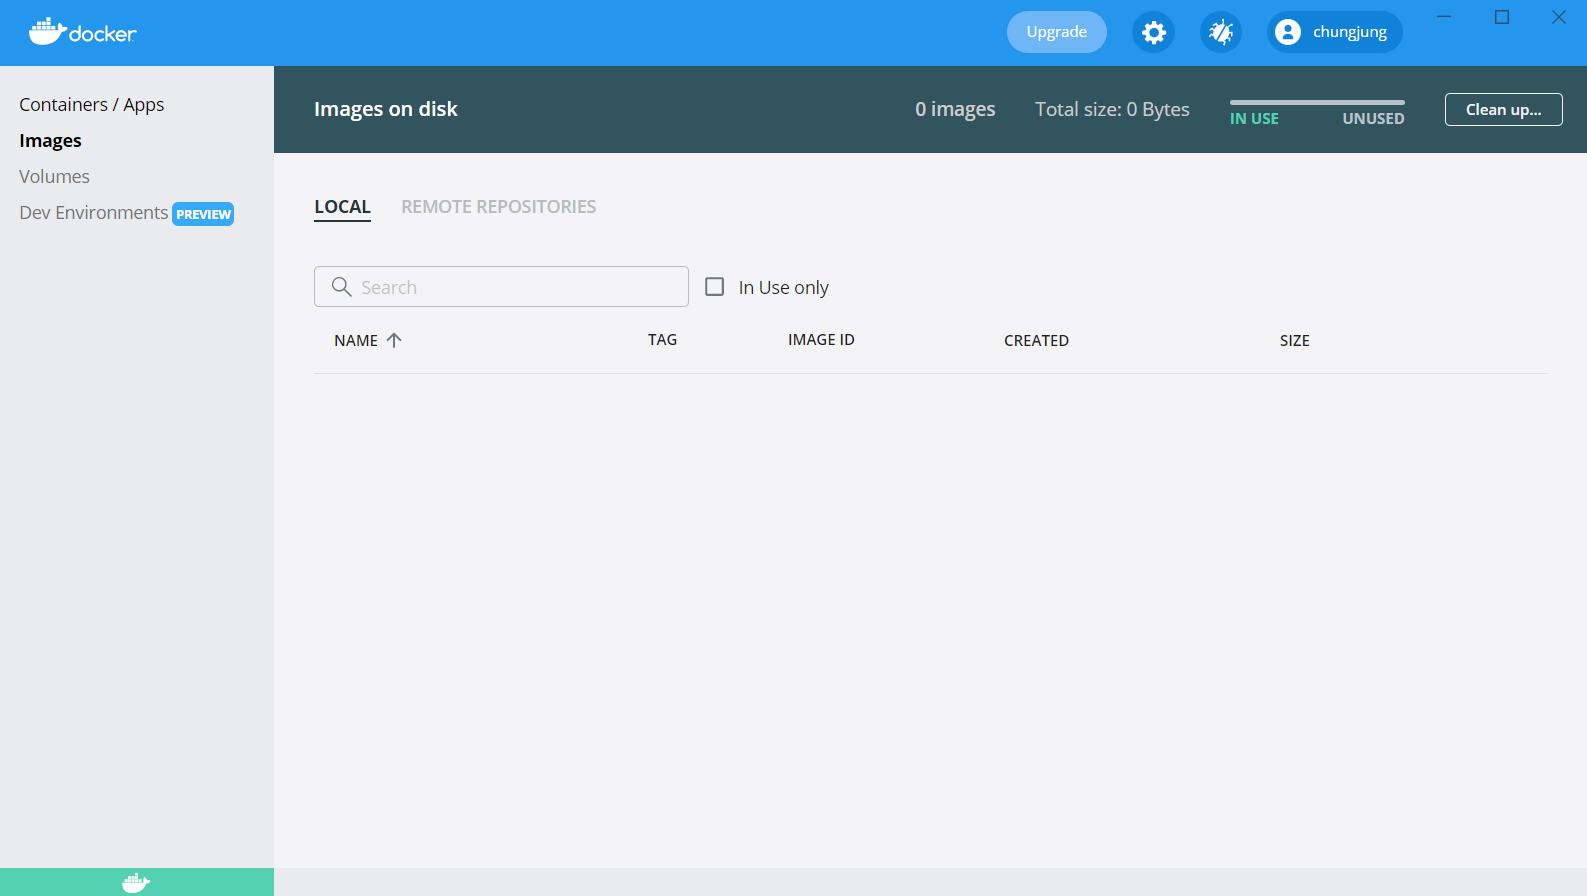 docker
Upgrade
chungjung
Containers / Apps
Images
Volumes
Dev Environments PREVIEW
Images on disk
0 images
Total size: 0 Bytes
IN USE
UNUSED
Clean up...
LOCAL
REMOTE REPOSITORIES
Search
In Use only
NAME
TAG
IMAGE ID
CREATED
SIZE